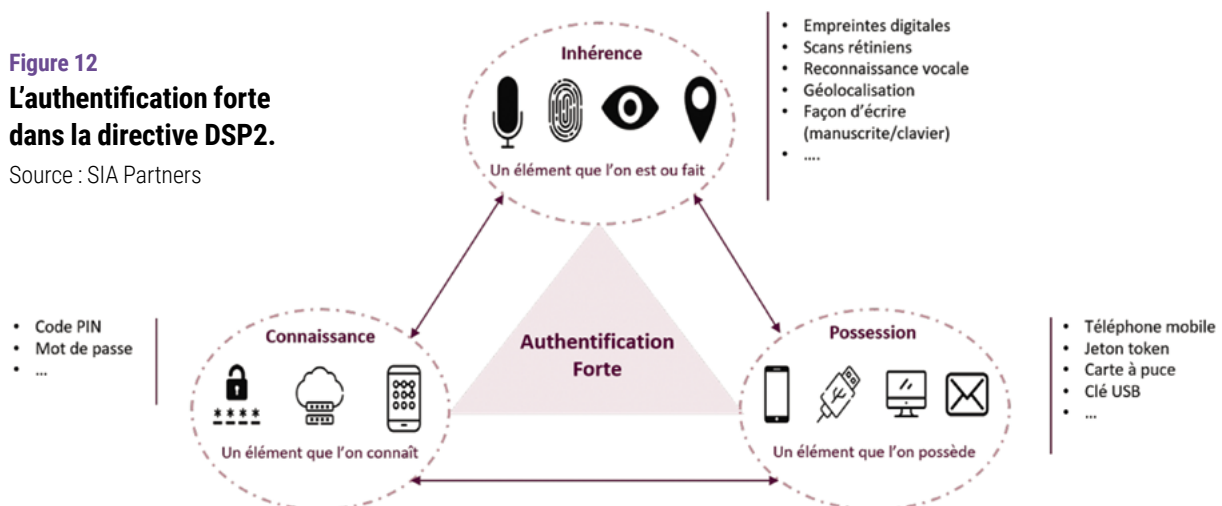 Figure 12
L'authentification forte
dans la directive DSP2.
Source : SIA Partners
Inhérence
Un élément que l'on est ou fait
• Empreintes digitales
• Scans rétiniens
• Reconnaissance vocale
• Géolocalisation
• Façon d'écrire
(manuscrite/clavier)
• ....
• Code PIN
• Mot de passe
• ...
Connaissance
****
Un élément que l'on connaît
Authentification
Forte
Possession
Un élément que l'on possède
• Téléphone mobile
• Jeton token
• Carte à puce
• Clé USB
• ...